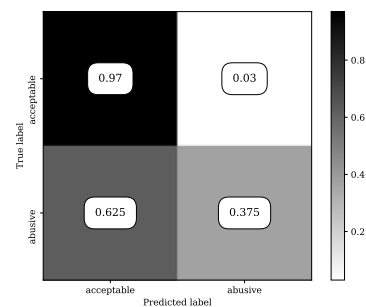 acceptable
0.97
0.03
True label
abusive
0.625
0.375
acceptable
abusive
Predicted label
0.8
0.6
0.4
0.2